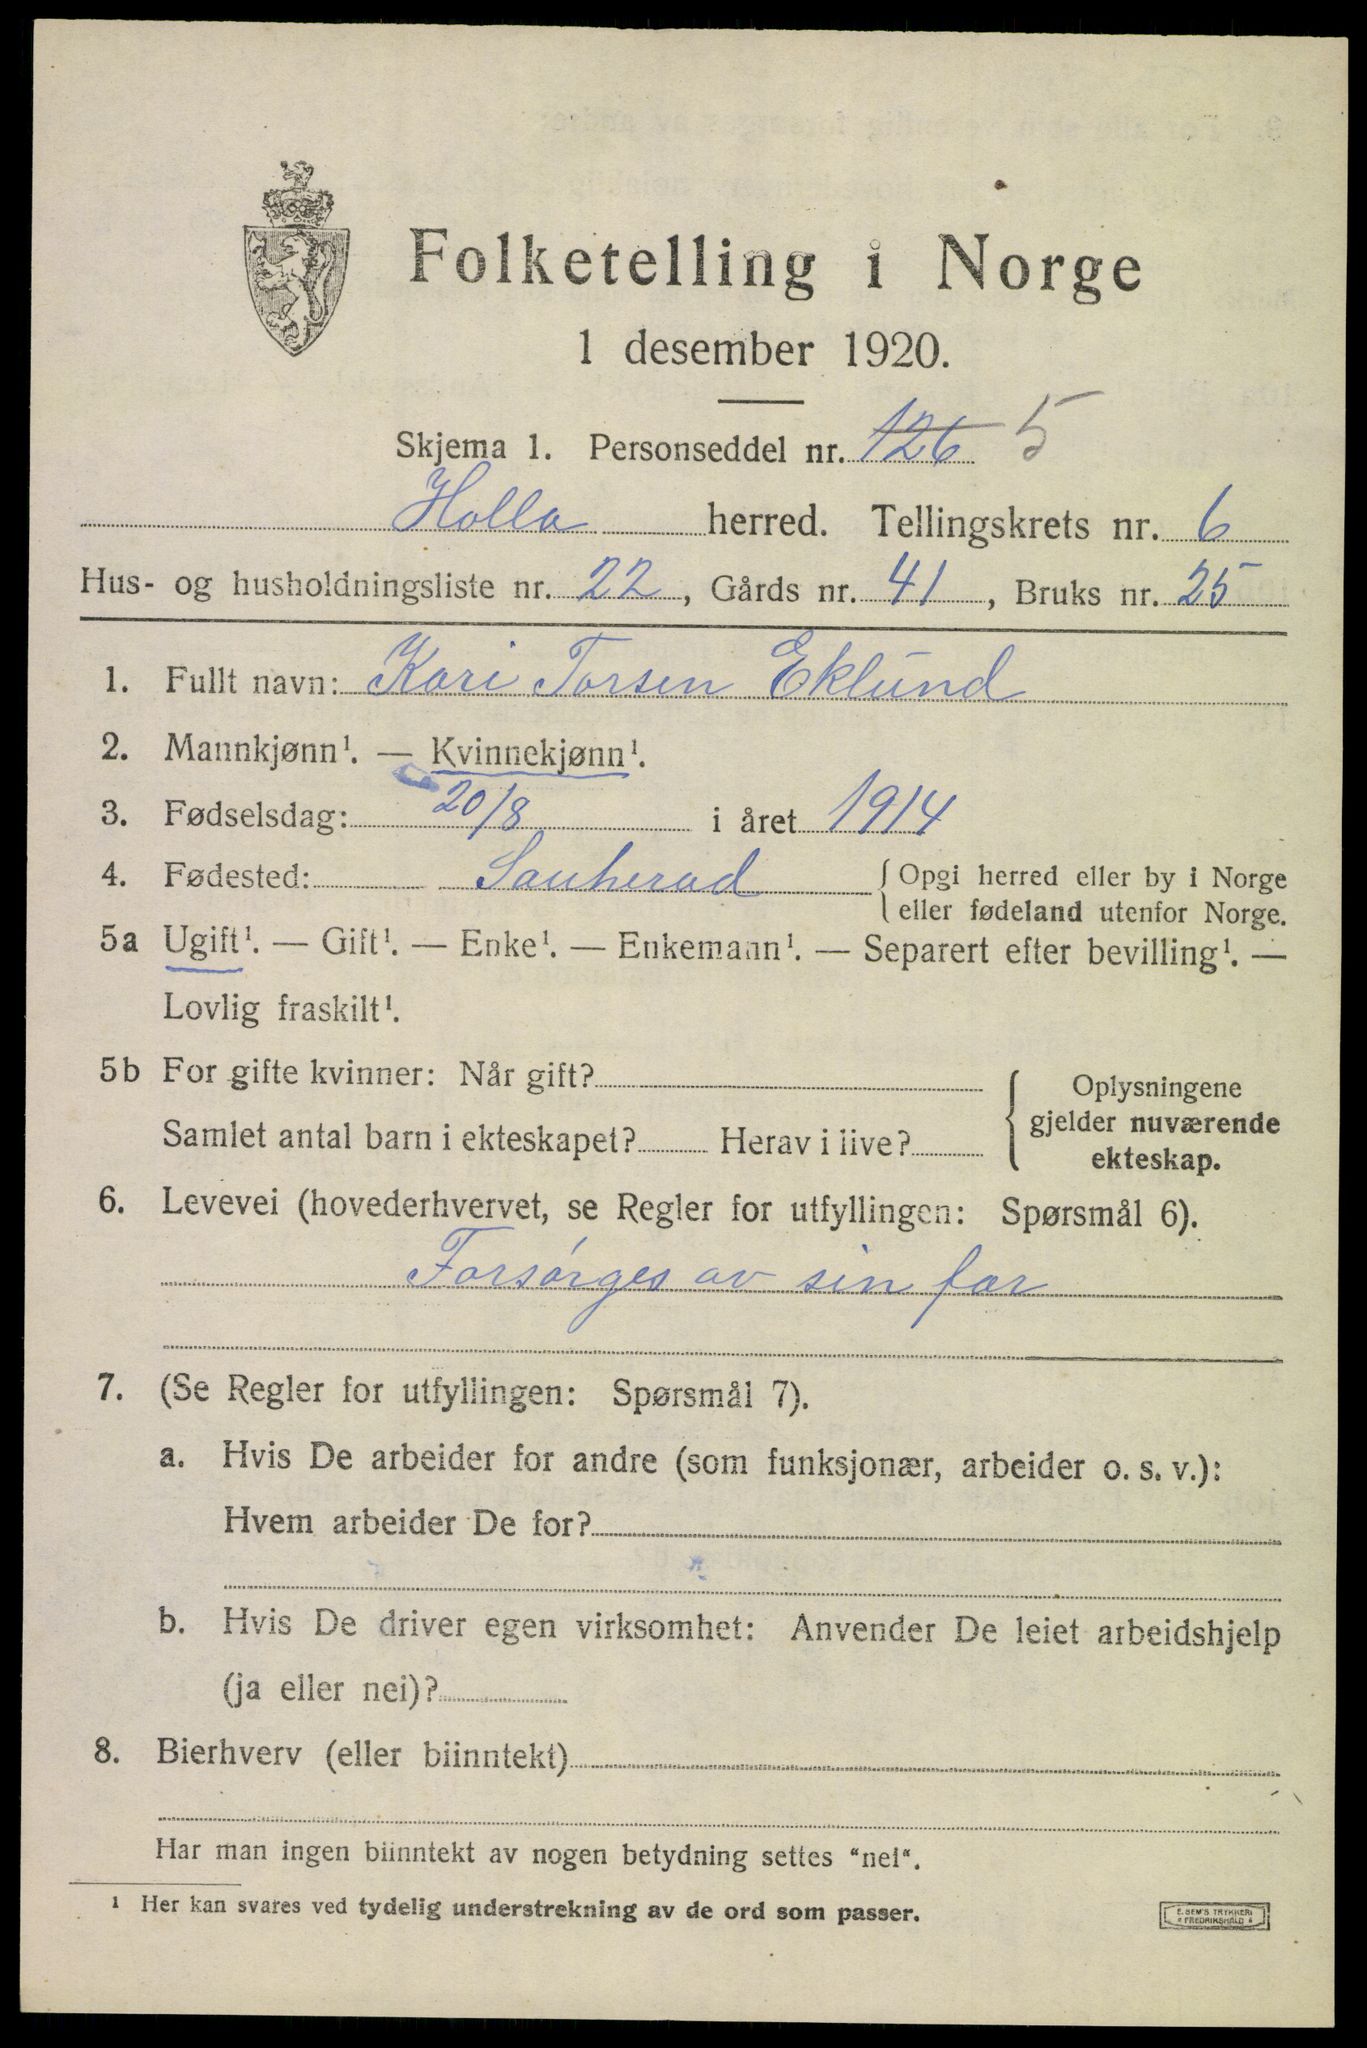 Folketelling i Norge
1 desember 1920.
Skjema 1. Personseddel nr. 126 5
Holla herred. Tellingskrets nr. 6
Hus- og husholdningsliste nr. 22, Gårds nr. 41, Bruks nr. 25
1. Fullt navn: Kari Torsen Eklund
2. Mannkjønn¹. — Kvinnekjønn¹.
3. Fødselsdag: 20/8 i året 1914
4. Fødested: Sauherad { Opgi herred eller by i Norge
eller fødeland utenfor Norge.
5a Ugift¹. — Gift¹. — Enke¹. — Enkemann¹. — Separert efter bevilling¹. —
Lovlig fraskilt¹.
5b For gifte kvinner: Når gift?
Samlet antal barn i ekteskapet? Herav i live?
Oplysningene
gjelder nuværende
ekteskap.
6. Levevei (hovederhvervet, se Regler for utfyllingen: Spørsmål 6).
Forsørges av sin far
7. (Se Regler for utfyllingen: Spørsmål 7).
a. Hvis De arbeider for andre (som funksjonær, arbeider o. s. v.):
Hvem arbeider De for?
b. Hvis De driver egen virksomhet: Anvender De leiet arbeidshjelp
(ja eller nei)?
8. Bierhverv (eller biinntekt)
Har man ingen biinntekt av nogen betydning settes "nei".
¹ Her kan svares ved tydelig understrekning av de ord som passer.
E. SEM'S TRYKKERI
FREDRIKSHALD